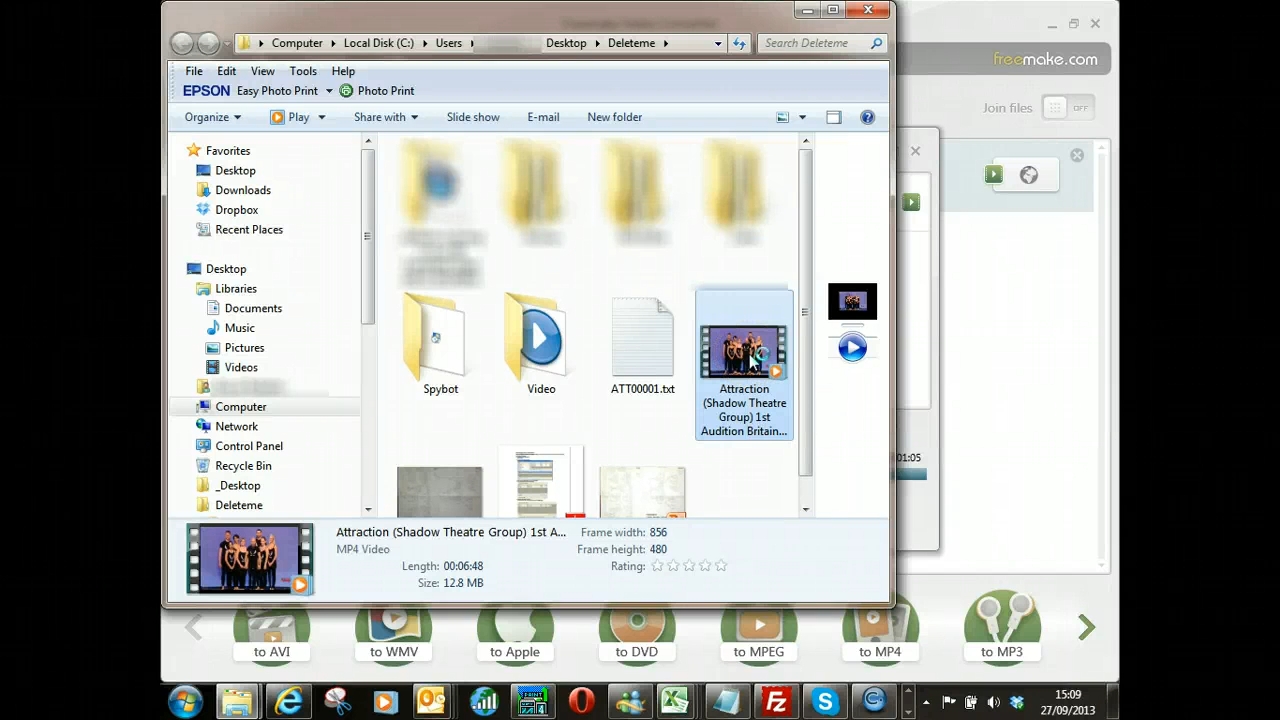 freemake.com
Computer Local Disk (C:) Users Desktop Deleteme
Search Deleteme
File Edit View Tools Help
EPSON Easy Photo Print Photo Print
Organize Play Share with Slide show E-mail New folder
Join files OFF
Favorites
Desktop
Downloads
Dropbox
Recent Places
Desktop
Libraries
Documents
Music
Pictures
Videos
Computer
Network
Control Panel
Recycle Bin
_Desktop
Deleteme
Spybot
Video
ATT00001.txt
Attraction
(Shadow Theatre
Group) 1st
Audition Britain...
01:05
Attraction (Shadow Theatre Group) 1st A...
MP4 Video
Length: 00:06:48
Size: 12.8 MB
Frame width: 856
Frame height: 480
Rating:
to AVI
to WMV
to Apple
to DVD
to MPEG
to MP4
to MP3
15:09
27/09/2013